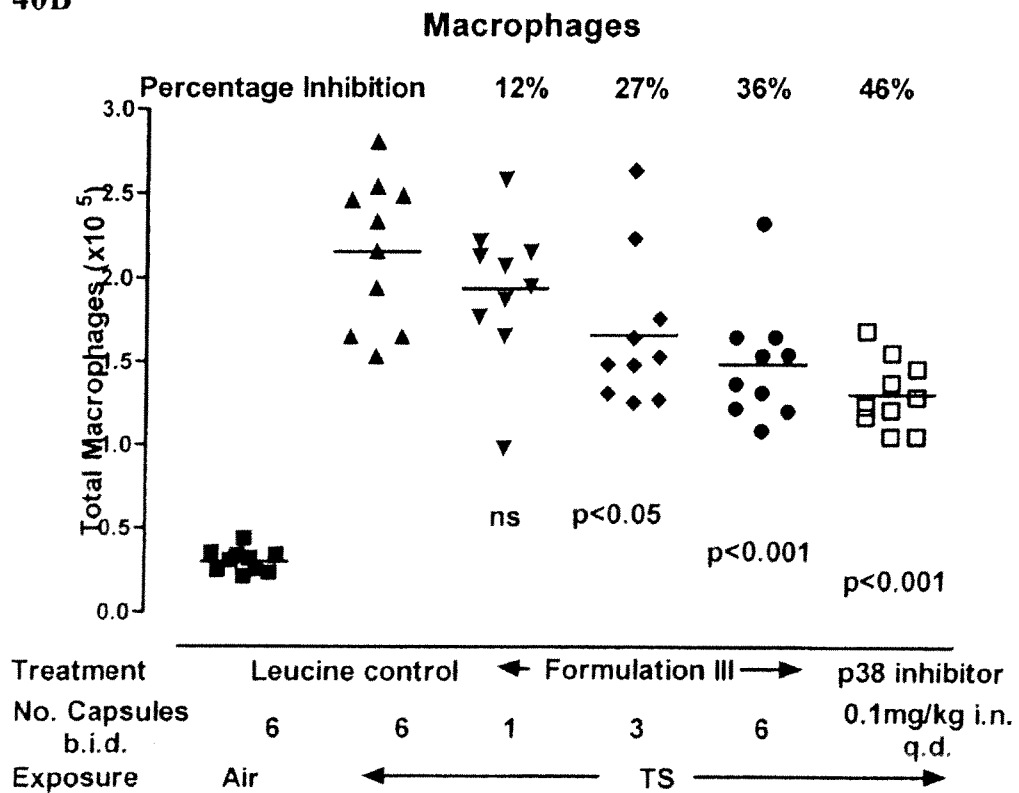 40B
Macrophages
Percentage Inhibition 12% 27% 36% 46%
Total Macrophages (x10 5)
3.0
2.5
2.0
1.5
1.0
0.5
0.0
ns p<0.05
p<0.001
p<0.001
Treatment Leucine control Formulation III p38 inhibitor
No. Capsules b.i.d. 6 6 1 3 6 0.1mg/kg i.n. q.d.
Exposure Air TS